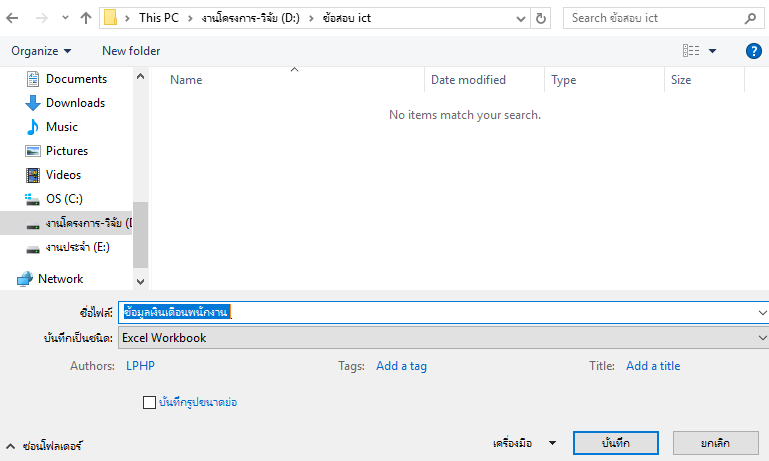 This PC > งานโครงการ-วิจัย (D:) > ข้อสอบ ict
Search ข้อสอบ ict
Organize
New folder
Documents
Downloads
Music
Pictures
Videos
OS (C:)
งานโครงการ-วิจัย (D
งานประจำ (E:)
Network
Name
Date modified
Type
Size
No items match your search.
ชื่อไฟล์: ข้อมูลเงินเดือนพนักงาน
บันทึกเป็นชนิด: Excel Workbook
Authors: LPHP
Tags: Add a tag
Title: Add a title
บันทึกรูปขนาดย่อ
ซ่อนโฟลเดอร์
เครื่องมือ
บันทึก
ยกเลิก